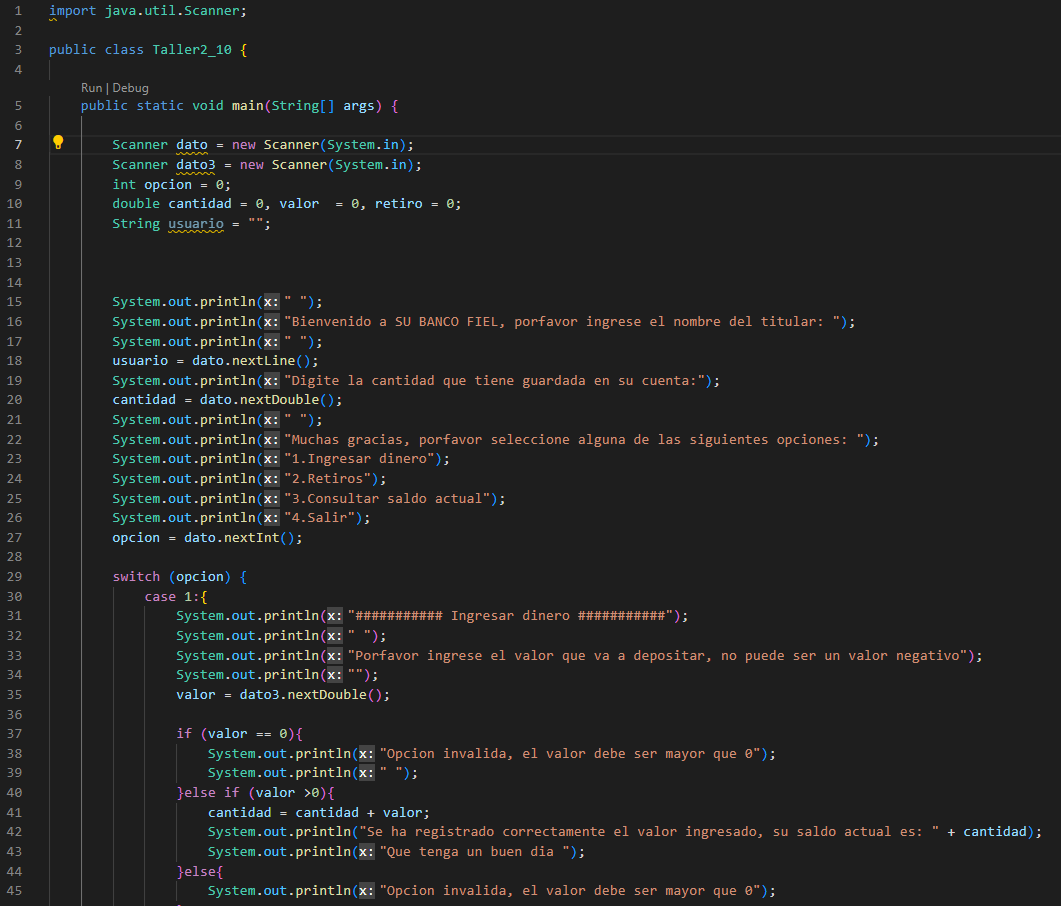 1 import java.util.Scanner;
2
3 public class Taller2_10 {
4
Run | Debug
5 public static void main(String[] args) {
6
7 Scanner dato = new Scanner(System.in);
8 Scanner dato3 = new Scanner(System.in);
9 int opcion = 0;
10 double cantidad = 0, valor  = 0, retiro = 0;
11 String usuario = "";
12
13
14
15 System.out.println(x: " ");
16 System.out.println(x: "Bienvenido a SU BANCO FIEL, porfavor ingrese el nombre del titular: ");
17 System.out.println(x: " ");
18 usuario = dato.nextLine();
19 System.out.println(x: "Digite la cantidad que tiene guardada en su cuenta:");
20 cantidad = dato.nextDouble();
21 System.out.println(x: " ");
22 System.out.println(x: "Muchas gracias, porfavor seleccione alguna de las siguientes opciones: ");
23 System.out.println(x: "1.Ingresar dinero");
24 System.out.println(x: "2.Retiros");
25 System.out.println(x: "3.Consultar saldo actual");
26 System.out.println(x: "4.Salir");
27 opcion = dato.nextInt();
28
29 switch (opcion) {
30 case 1:{
31 System.out.println(x: "########### Ingresar dinero ###########");
32 System.out.println(x: " ");
33 System.out.println(x: "Porfavor ingrese el valor que va a depositar, no puede ser un valor negativo");
34 System.out.println(x: "");
35 valor = dato3.nextDouble();
36
37 if (valor == 0){
38 System.out.println(x: "Opcion invalida, el valor debe ser mayor que 0");
39 System.out.println(x: " ");
40 }else if (valor >0){
41 cantidad = cantidad + valor;
42 System.out.println("Se ha registrado correctamente el valor ingresado, su saldo actual es: " + cantidad);
43 System.out.println(x: "Que tenga un buen dia ");
44 }else{
45 System.out.println(x: "Opcion invalida, el valor debe ser mayor que 0");